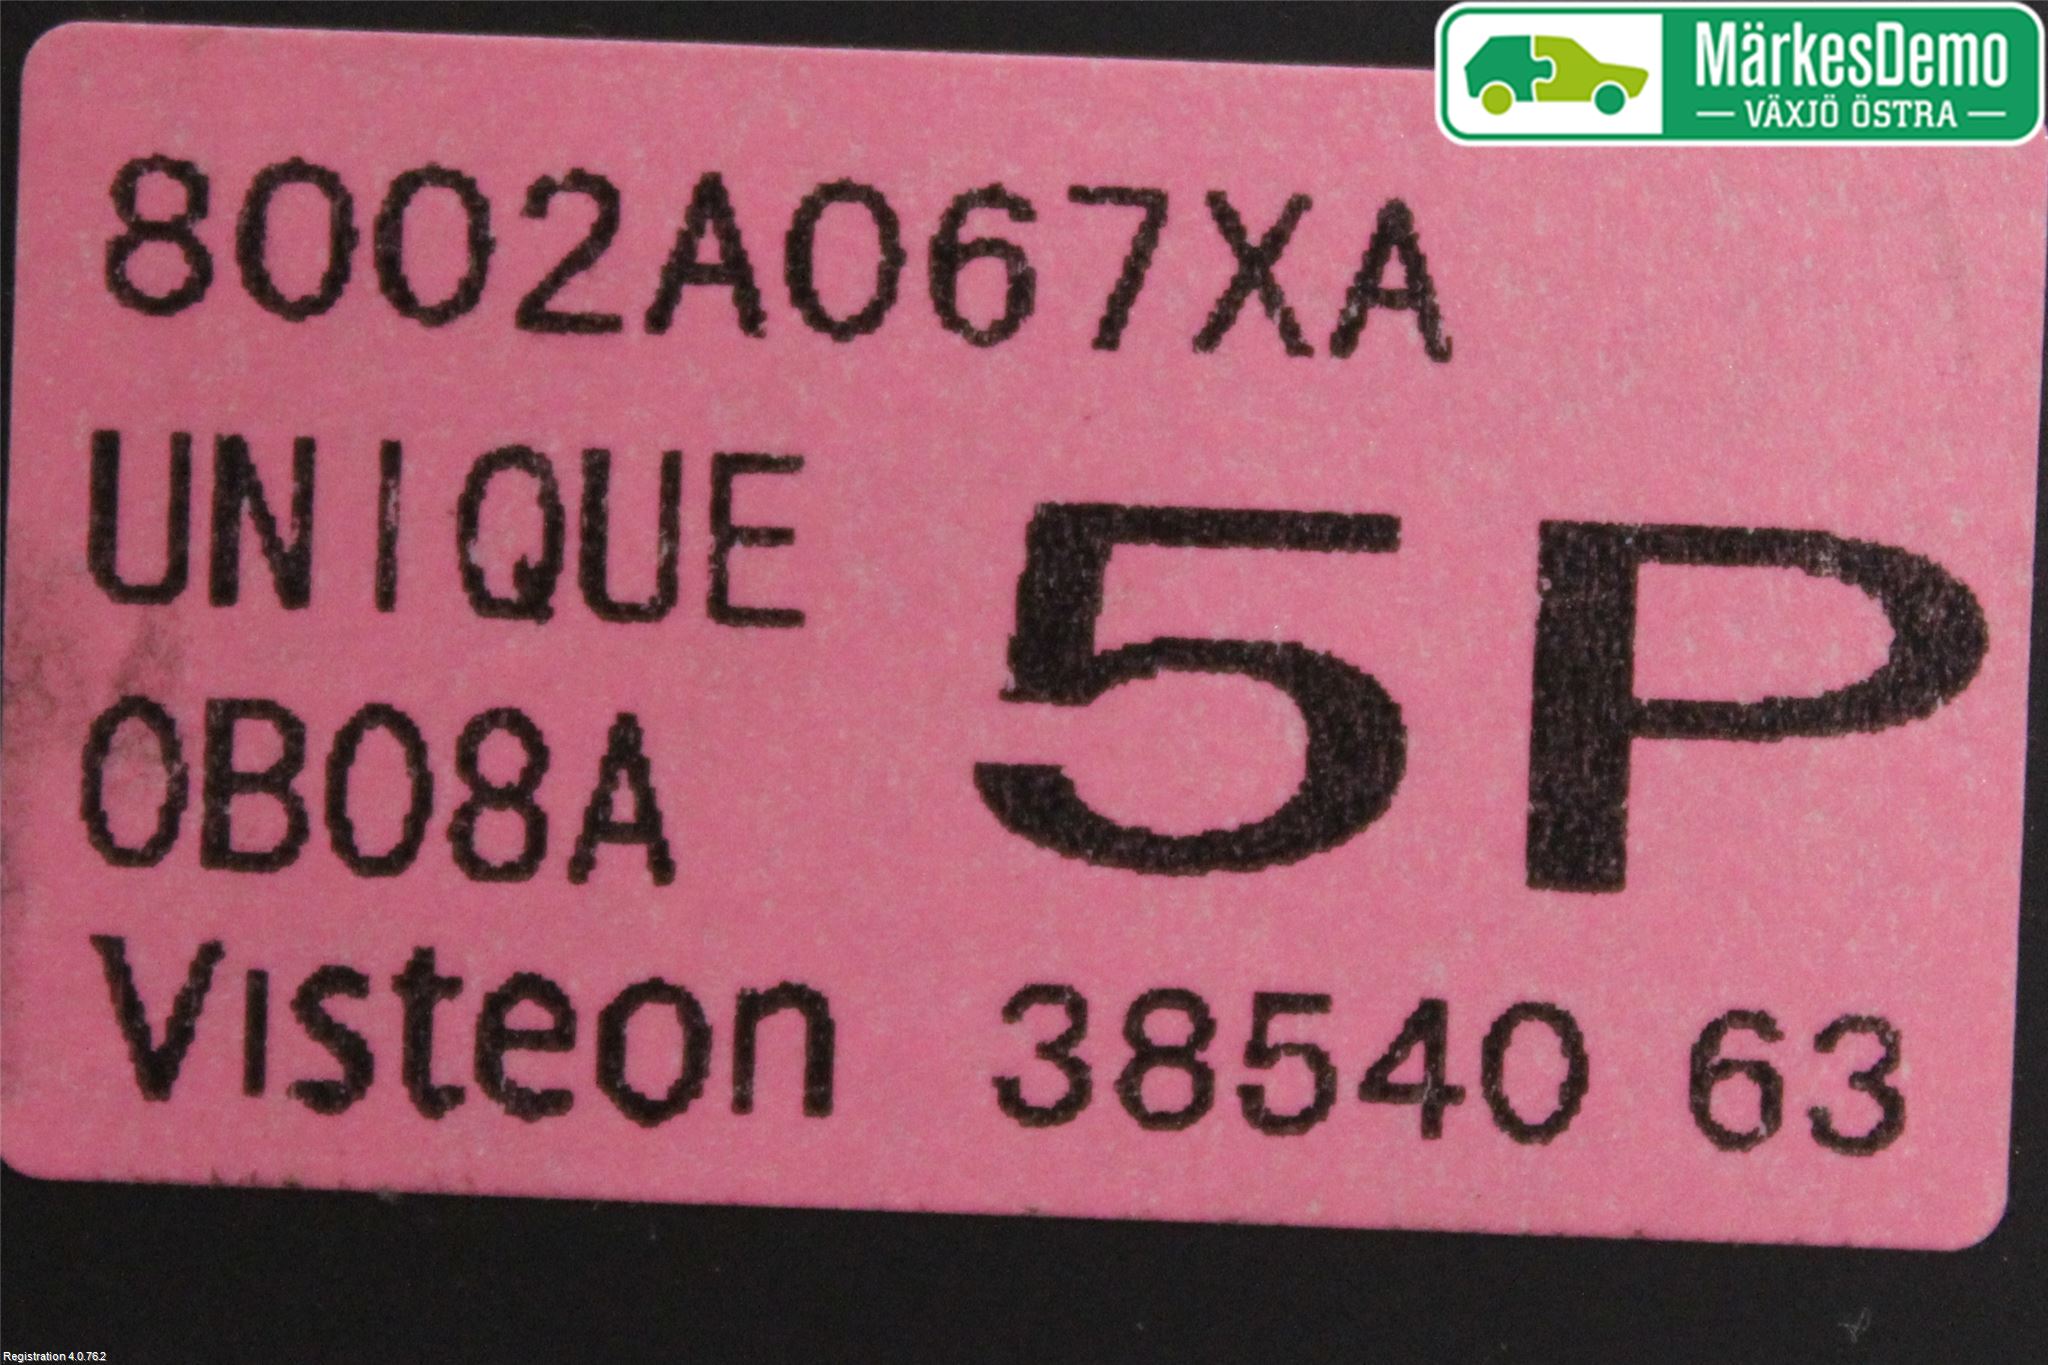 MärkesDemo
VÄXJÖ ÖSTRA
8002A067XA
UNIQUE
5P
0B08A
Visteon 38540 63
Registration 4.0.76.2